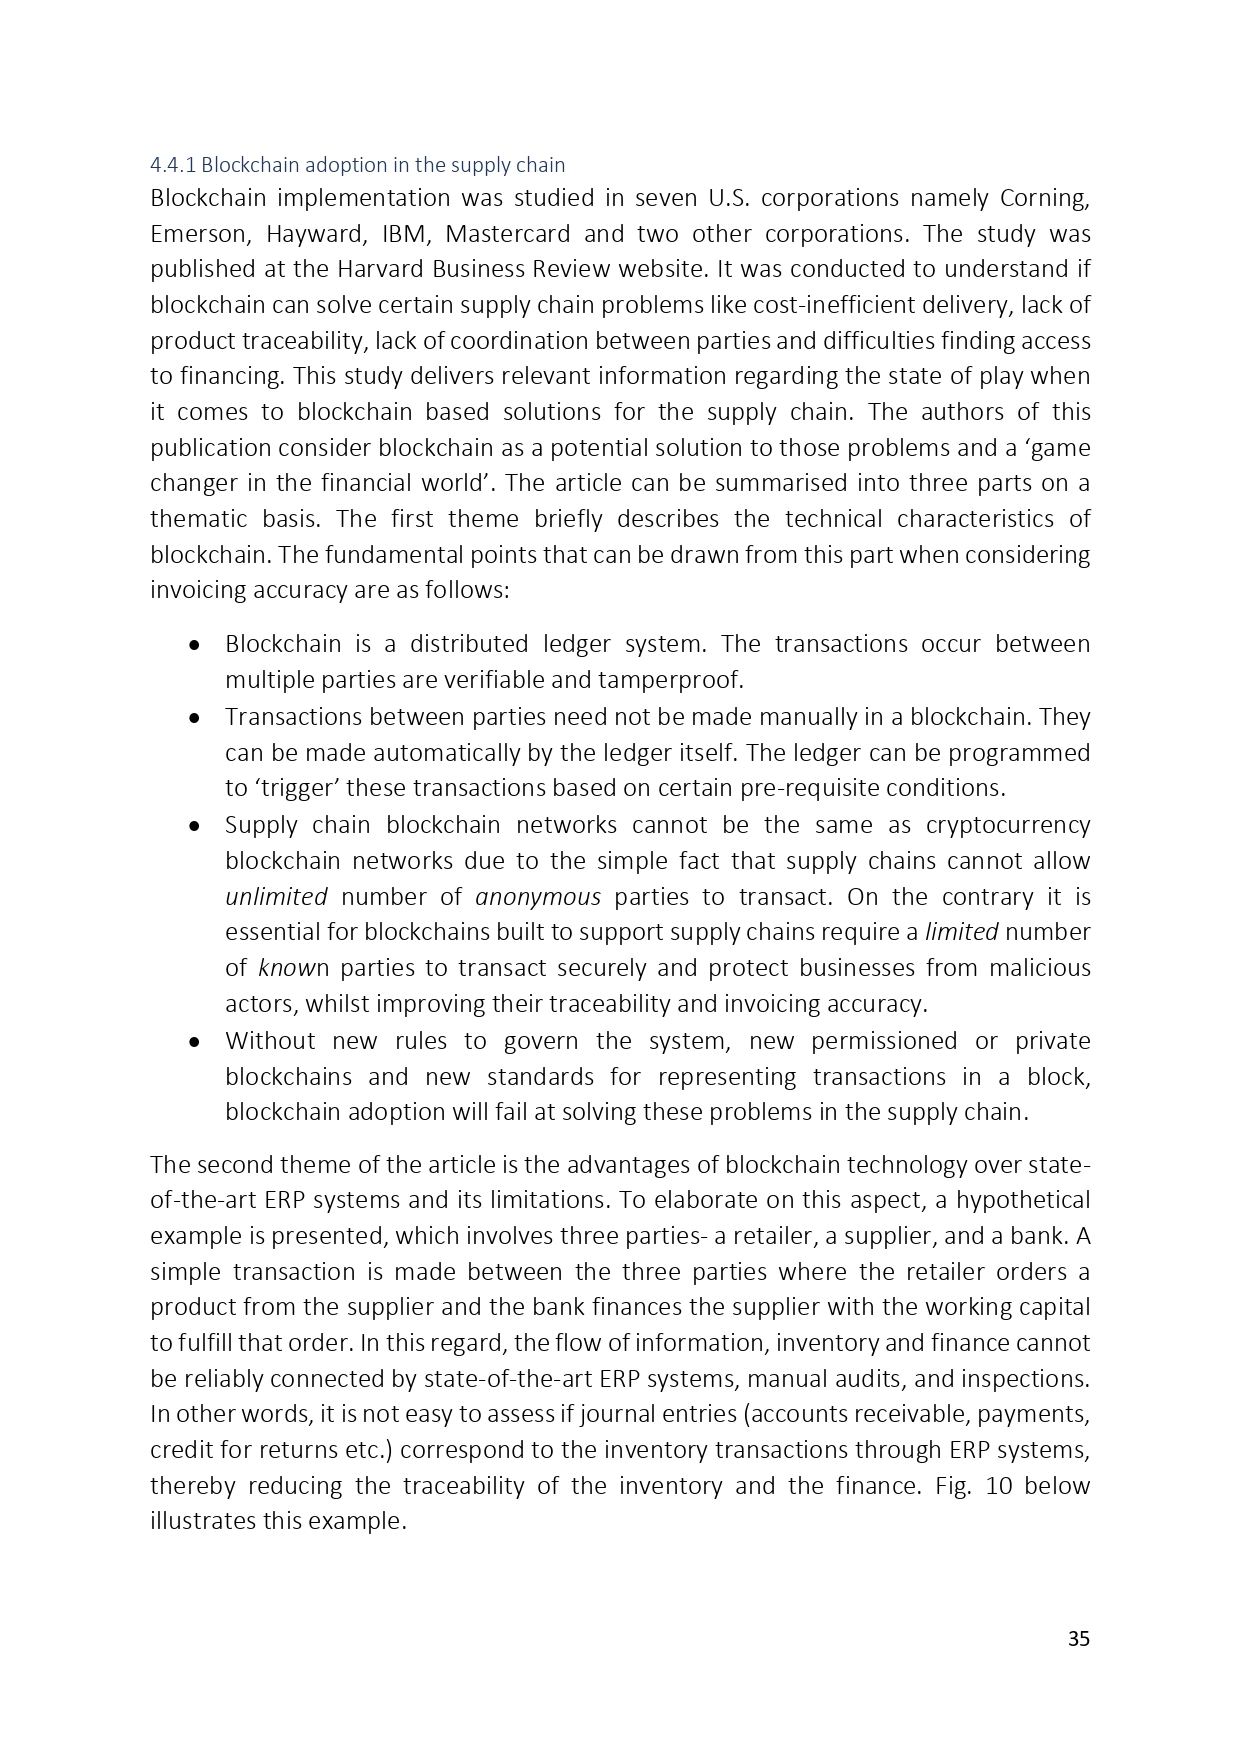 4.4.1 Blockchain adoption in the supply chain
Blockchain implementation was studied in seven U.S. corporations namely Corning,
Emerson, Hayward, IBM, Mastercard and two other corporations. The study was
published at the Harvard Business Review website. It was conducted to understand if
blockchain can solve certain supply chain problems like cost-inefficient delivery, lack of
product traceability, lack of coordination between parties and difficulties finding access
to financing. This study delivers relevant information regarding the state of play when
it comes to blockchain based solutions for the supply chain. The authors of this
publication consider blockchain as a potential solution to those problems and a ‘game
changer in the financial world’. The article can be summarised into three parts on a
thematic basis. The first theme briefly describes the technical characteristics of
blockchain. The fundamental points that can be drawn from this part when considering
invoicing accuracy are as follows:
● Blockchain is a distributed ledger system. The transactions occur between
multiple parties are verifiable and tamperproof.
● Transactions between parties need not be made manually in a blockchain. They
can be made automatically by the ledger itself. The ledger can be programmed
to ‘trigger’ these transactions based on certain pre-requisite conditions.
● Supply chain blockchain networks cannot be the same as cryptocurrency
blockchain networks due to the simple fact that supply chains cannot allow
unlimited number of anonymous parties to transact. On the contrary it is
essential for blockchains built to support supply chains require a limited number
of known parties to transact securely and protect businesses from malicious
actors, whilst improving their traceability and invoicing accuracy.
● Without new rules to govern the system, new permissioned or private
blockchains and new standards for representing transactions in a block,
blockchain adoption will fail at solving these problems in the supply chain.
The second theme of the article is the advantages of blockchain technology over state-
of-the-art ERP systems and its limitations. To elaborate on this aspect, a hypothetical
example is presented, which involves three parties- a retailer, a supplier, and a bank. A
simple transaction is made between the three parties where the retailer orders a
product from the supplier and the bank finances the supplier with the working capital
to fulfill that order. In this regard, the flow of information, inventory and finance cannot
be reliably connected by state-of-the-art ERP systems, manual audits, and inspections.
In other words, it is not easy to assess if journal entries (accounts receivable, payments,
credit for returns etc.) correspond to the inventory transactions through ERP systems,
thereby reducing the traceability of the inventory and the finance. Fig. 10 below
illustrates this example.
35